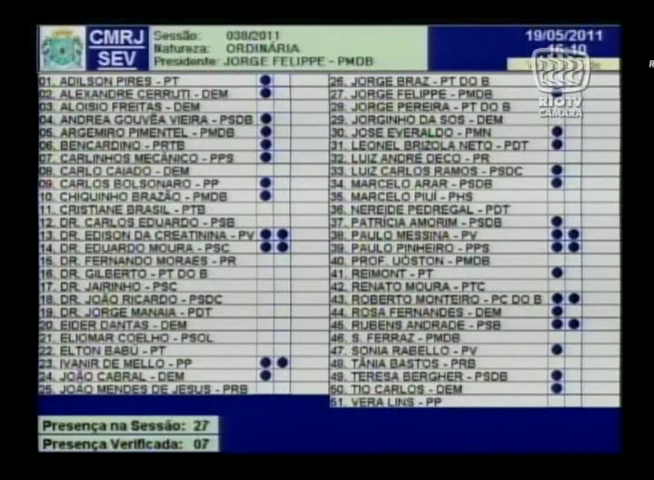 CMRJ
SEV
Sessão: 038/2011
Natureza: ORDINÁRIA
Presidente: JORGE FELIPPE - PMDB
19/05/2011
16:10
RIOTV
CÂMARA
01. ADILSON PIRES - PT
02. ALEXANDRE CERRUTI - DEM
03. ALOISIO FREITAS - DEM
04. ANDREA GOUVÊA VIEIRA - PSDB
05. ARGEMIRO PIMENTEL - PMDB
06. BENCARDINO - PRTB
07. CARLINHOS MECÂNICO - PPS
08. CARLO CAIADO - DEM
09. CARLOS BOLSONARO - PP
10. CHIQUINHO BRAZÃO - PMDB
11. CRISTIANE BRASIL - PTB
12. DR. CARLOS EDUARDO - PSB
13. DR. EDISON DA CREATININA - PV
14. DR. EDUARDO MOURA - PSC
15. DR. FERNANDO MORAES - PR
16. DR. GILBERTO - PT DO B
17. DR. JAIRINHO - PSC
18. DR. JOÃO RICARDO - PSDC
19. DR. JORGE MANAIA - PDT
20. EIDER DANTAS - DEM
21. ELIOMAR COELHO - PSOL
22. ELTON BABÚ - PT
23. IVANIR DE MELLO - PP
24. JOÃO CABRAL - DEM
25. JOÃO MENDES DE JESUS - PRB
26. JORGE BRAZ - PT DO B
27. JORGE FELIPPE - PMDB
28. JORGE PEREIRA - PT DO B
29. JORGINHO DA SOS - DEM
30. JOSE EVERALDO - PMN
31. LEONEL BRIZOLA NETO - PDT
32. LUIZ ANDRÉ DECO - PR
33. LUIZ CARLOS RAMOS - PSDC
34. MARCELO ARAR - PSDB
35. MARCELO PIUÍ - PHS
36. NEREIDE PEDREGAL - PDT
37. PATRÍCIA AMORIM - PSDB
38. PAULO MESSINA - PV
39. PAULO PINHEIRO - PPS
40. PROF. UÓSTON - PMDB
41. REIMONT - PT
42. RENATO MOURA - PTC
43. ROBERTO MONTEIRO - PC DO B
44. ROSA FERNANDES - DEM
45. RUBENS ANDRADE - PSB
46. S. FERRAZ - PMDB
47. SONIA RABELLO - PV
48. TÂNIA BASTOS - PRB
49. TERESA BERGHER - PSDB
50. TIO CARLOS - DEM
51. VERA LINS - PP
Presença na Sessão: 27
Presença Verificada: 07